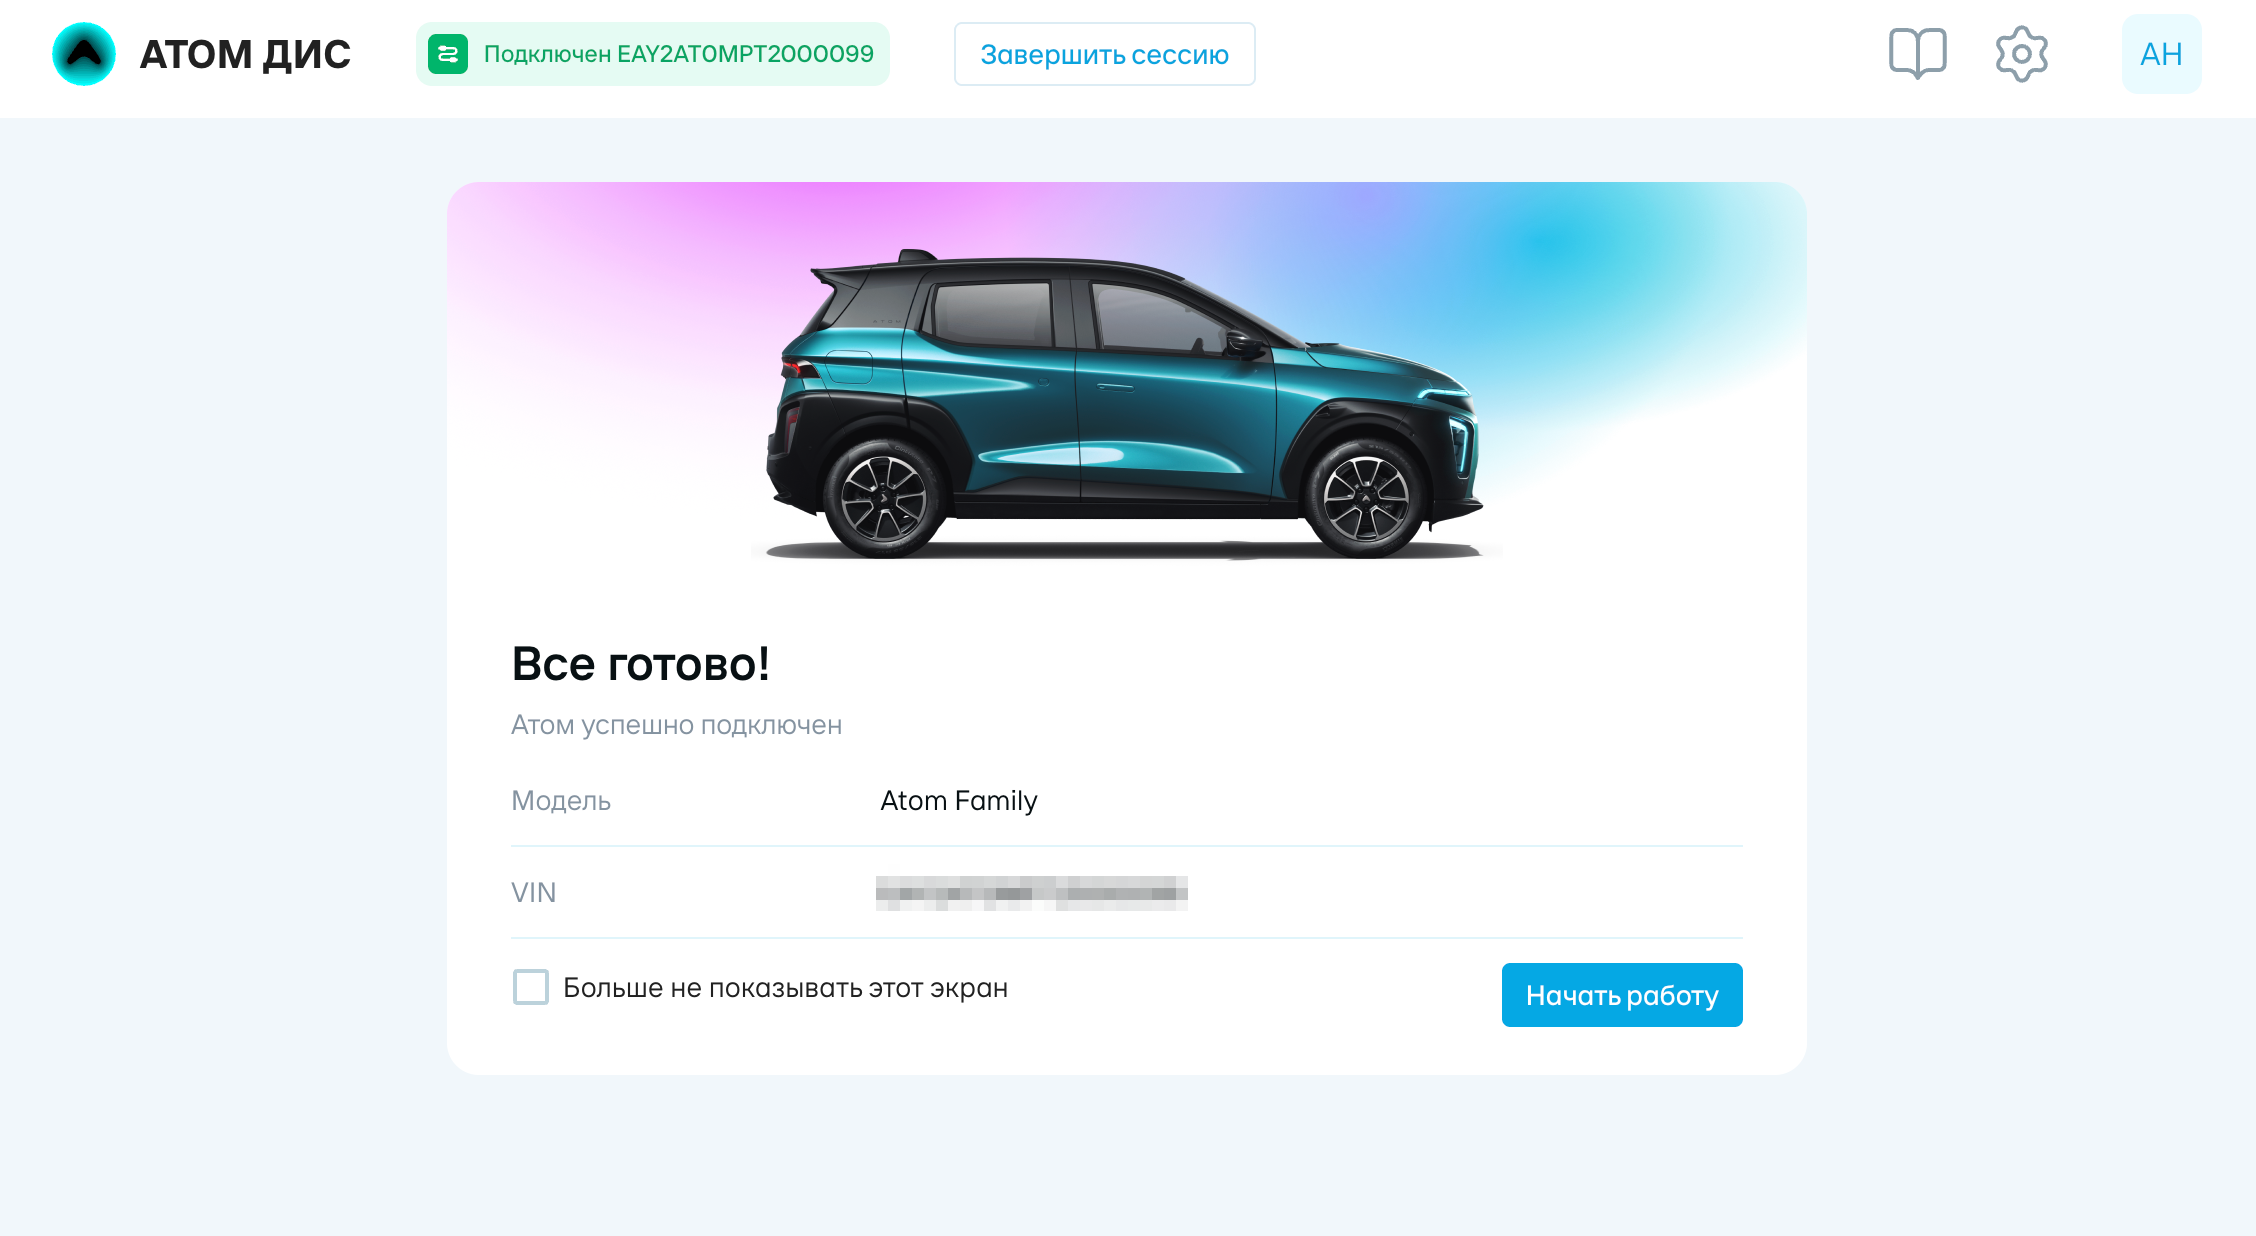 АТОМ ДИС
Подключен EAY2AT0MPT2000099
Завершить сессию
АН
Все готово!
Атом успешно подключен
Модель
Atom Family
VIN
Больше не показывать этот экран
Начать работу